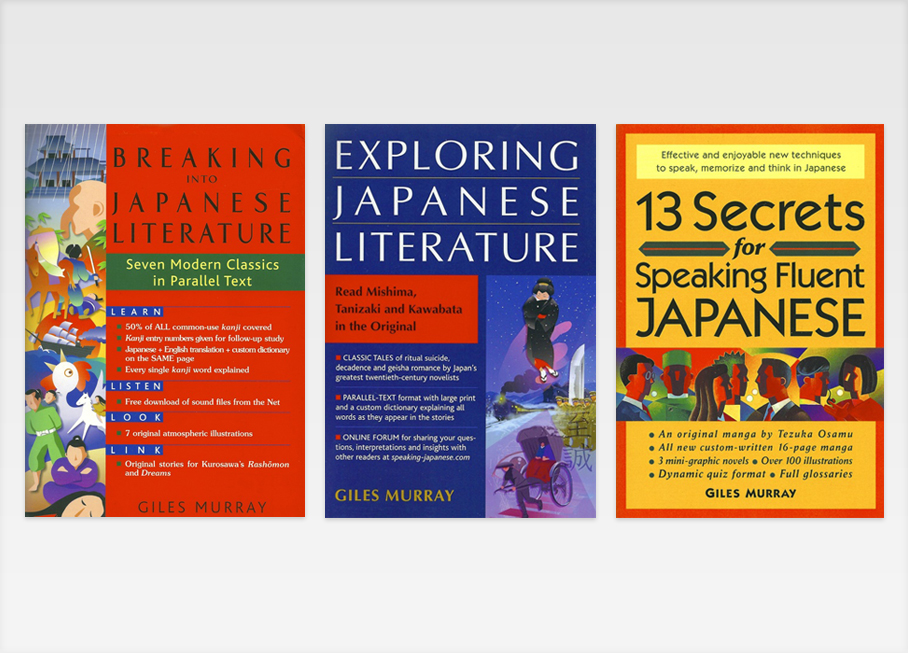 BREAKING
INTO
JAPANESE
LITERATURE
Seven Modern Classics
in Parallel Text
LEARN
50% of ALL common-use kanji covered
Kanji entry numbers given for follow-up study
Japanese + English translation + custom dictionary
on the SAME page
Every single kanji word explained
LISTEN
Free download of sound files from the Net
LOOK
7 original atmospheric illustrations
LINK
Original stories for Kurosawa's Rashōmon
and Dreams
GILES MURRAY
EXPLORING
JAPANESE
LITERATURE
Read Mishima,
Tanizaki and Kawabata
in the Original
CLASSIC TALES of ritual suicide,
decadence and geisha romance by Japan's
greatest twentieth-century novelists
PARALLEL-TEXT format with large print
and a custom dictionary explaining all
words as they appear in the stories
ONLINE FORUM for sharing your ques-
tions, interpretations and insights with
other readers at speaking-japanese.com
GILES MURRAY
至誠
Effective and enjoyable new techniques
to speak, memorize and think in Japanese
13 Secrets
for
Speaking Fluent
JAPANESE
• An original manga by Tezuka Osamu
• All new custom-written 16-page manga
• 3 mini-graphic novels • Over 100 illustrations
• Dynamic quiz format • Full glossaries
GILES MURRAY